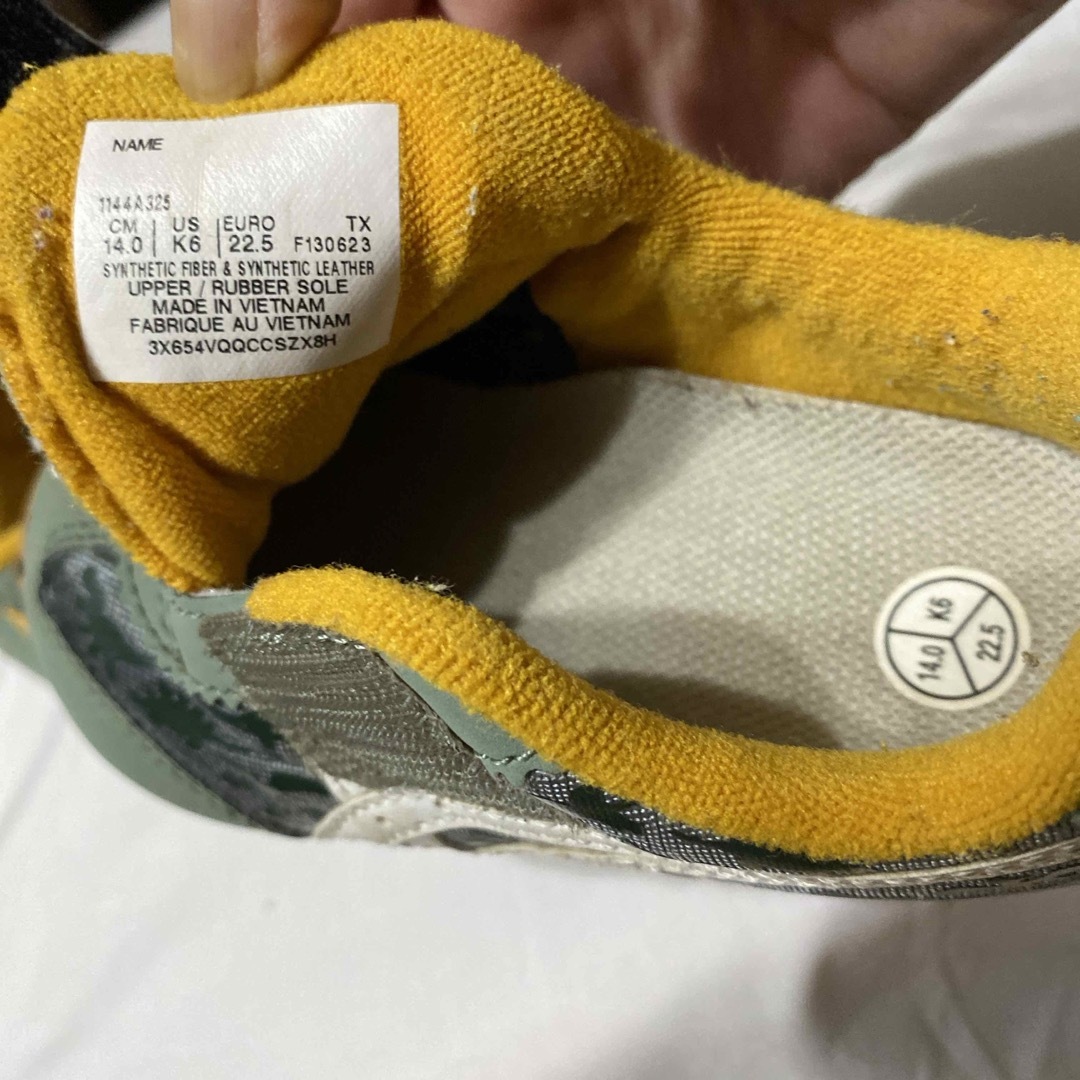 NAME
1144A325
CM | US | EURO TX
14.0 | K6 | 22.5 F130623
SYNTHETIC FIBER & SYNTHETIC LEATHER
UPPER / RUBBER SOLE
MADE IN VIETNAM
FABRIQUE AU VIETNAM
3X654VQQCCSZX8H
14.0
K6
22.5